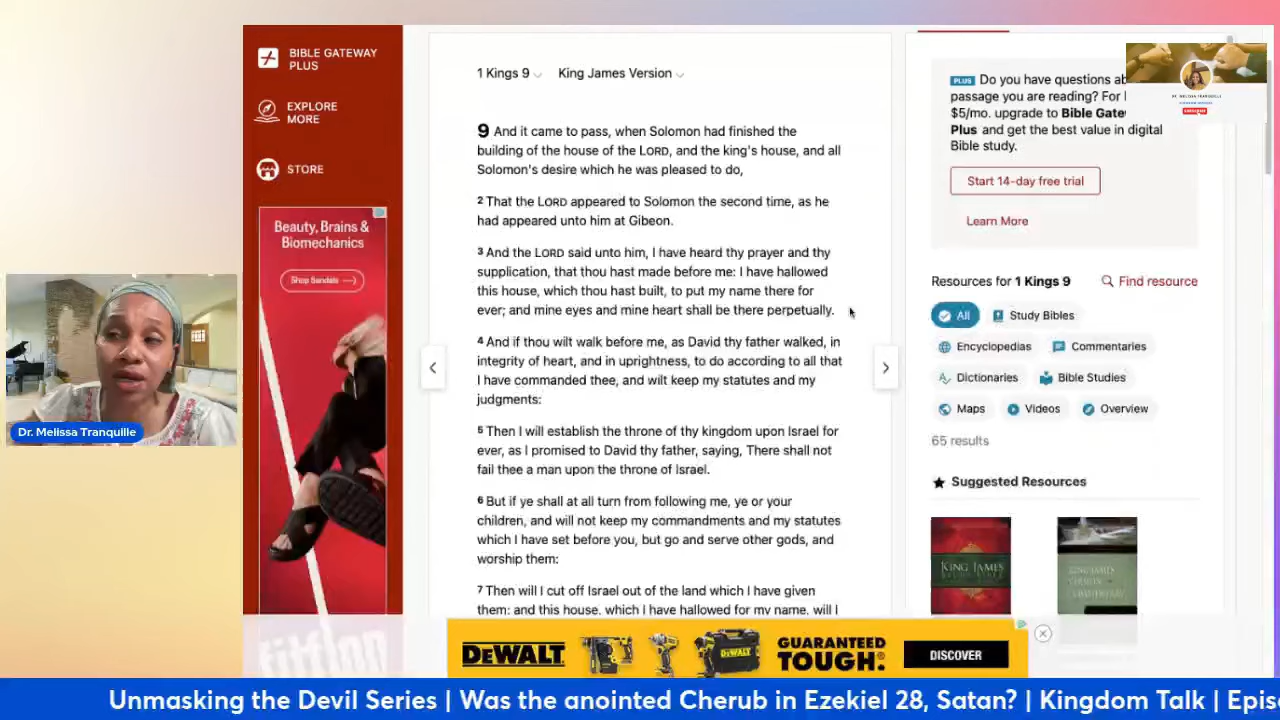 BIBLE GATEWAY
PLUS
EXPLORE
MORE
STORE
Beauty, Brains &
Biomechanics
Shop Sandals
Dr. Melissa Tranquille
1 Kings 9
King James Version
9 And it came to pass, when Solomon had finished the
building of the house of the LORD, and the king's house, and all
Solomon's desire which he was pleased to do,
2 That the LORD appeared to Solomon the second time, as he
had appeared unto him at Gibeon.
3 And the LORD said unto him, I have heard thy prayer and thy
supplication, that thou hast made before me: I have hallowed
this house, which thou hast built, to put my name there for
ever; and mine eyes and mine heart shall be there perpetually.
4 And if thou wilt walk before me, as David thy father walked, in
integrity of heart, and in uprightness, to do according to all that
I have commanded thee, and wilt keep my statutes and my
judgments:
5 Then I will establish the throne of thy kingdom upon Israel for
ever, as I promised to David thy father, saying, There shall not
fail thee a man upon the throne of Israel.
6 But if ye shall at all turn from following me, ye or your
children, and will not keep my commandments and my statutes
which I have set before you, but go and serve other gods, and
worship them:
7 Then will I cut off Israel out of the land which I have given
them; and this house, which I have hallowed for my name, will I
PLUS Do you have questions ab
passage you are reading? For
$5/mo. upgrade to Bible Gate
Plus and get the best value in digital
Bible study.
Start 14-day free trial
Learn More
Resources for 1 Kings 9
Find resource
All
Study Bibles
Encyclopedias
Commentaries
Dictionaries
Bible Studies
Maps
Videos
Overview
65 results
Suggested Resources
KING JAMES
KING JAMES
VERSION
COMMENTARY
DEWALT
GUARANTEED
TOUGH.
DISCOVER
Unmasking the Devil Series | Was the anointed Cherub in Ezekiel 28, Satan? | Kingdom Talk | Epis